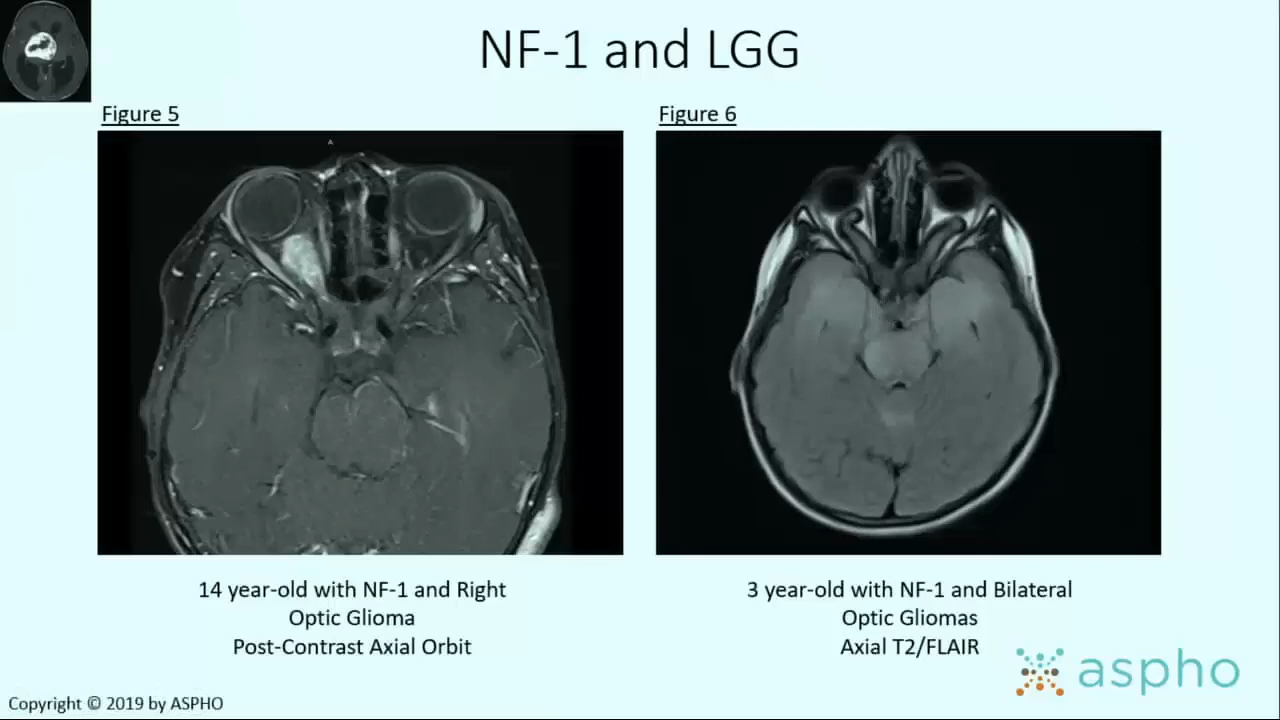 NF-1 and LGG
Figure 5
Figure 6
A
14 year-old with NF-1 and Right
Optic Glioma
Post-Contrast Axial Orbit
3 year-old with NF-1 and Bilateral
Optic Gliomas
Axial T2/FLAIR
aspho
Copyright © 2019 by ASPHO